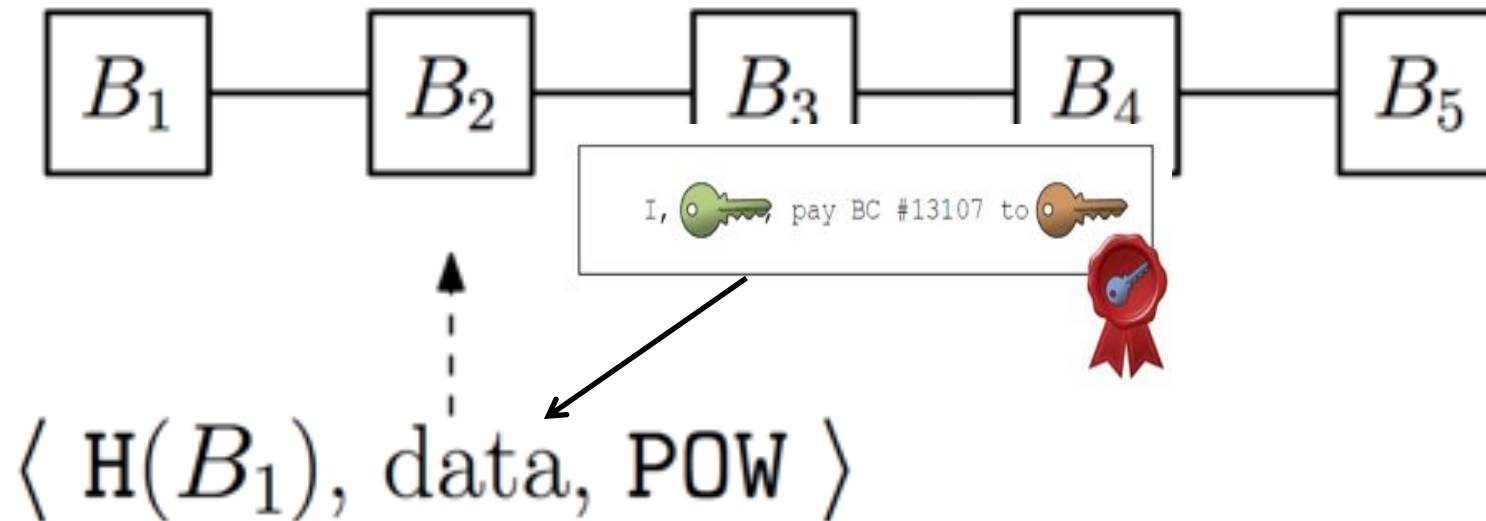 B₁ B₂ B₃ B₄ B₅
I, , pay BC #13107 to
⟨ H(B₁), data, POW ⟩